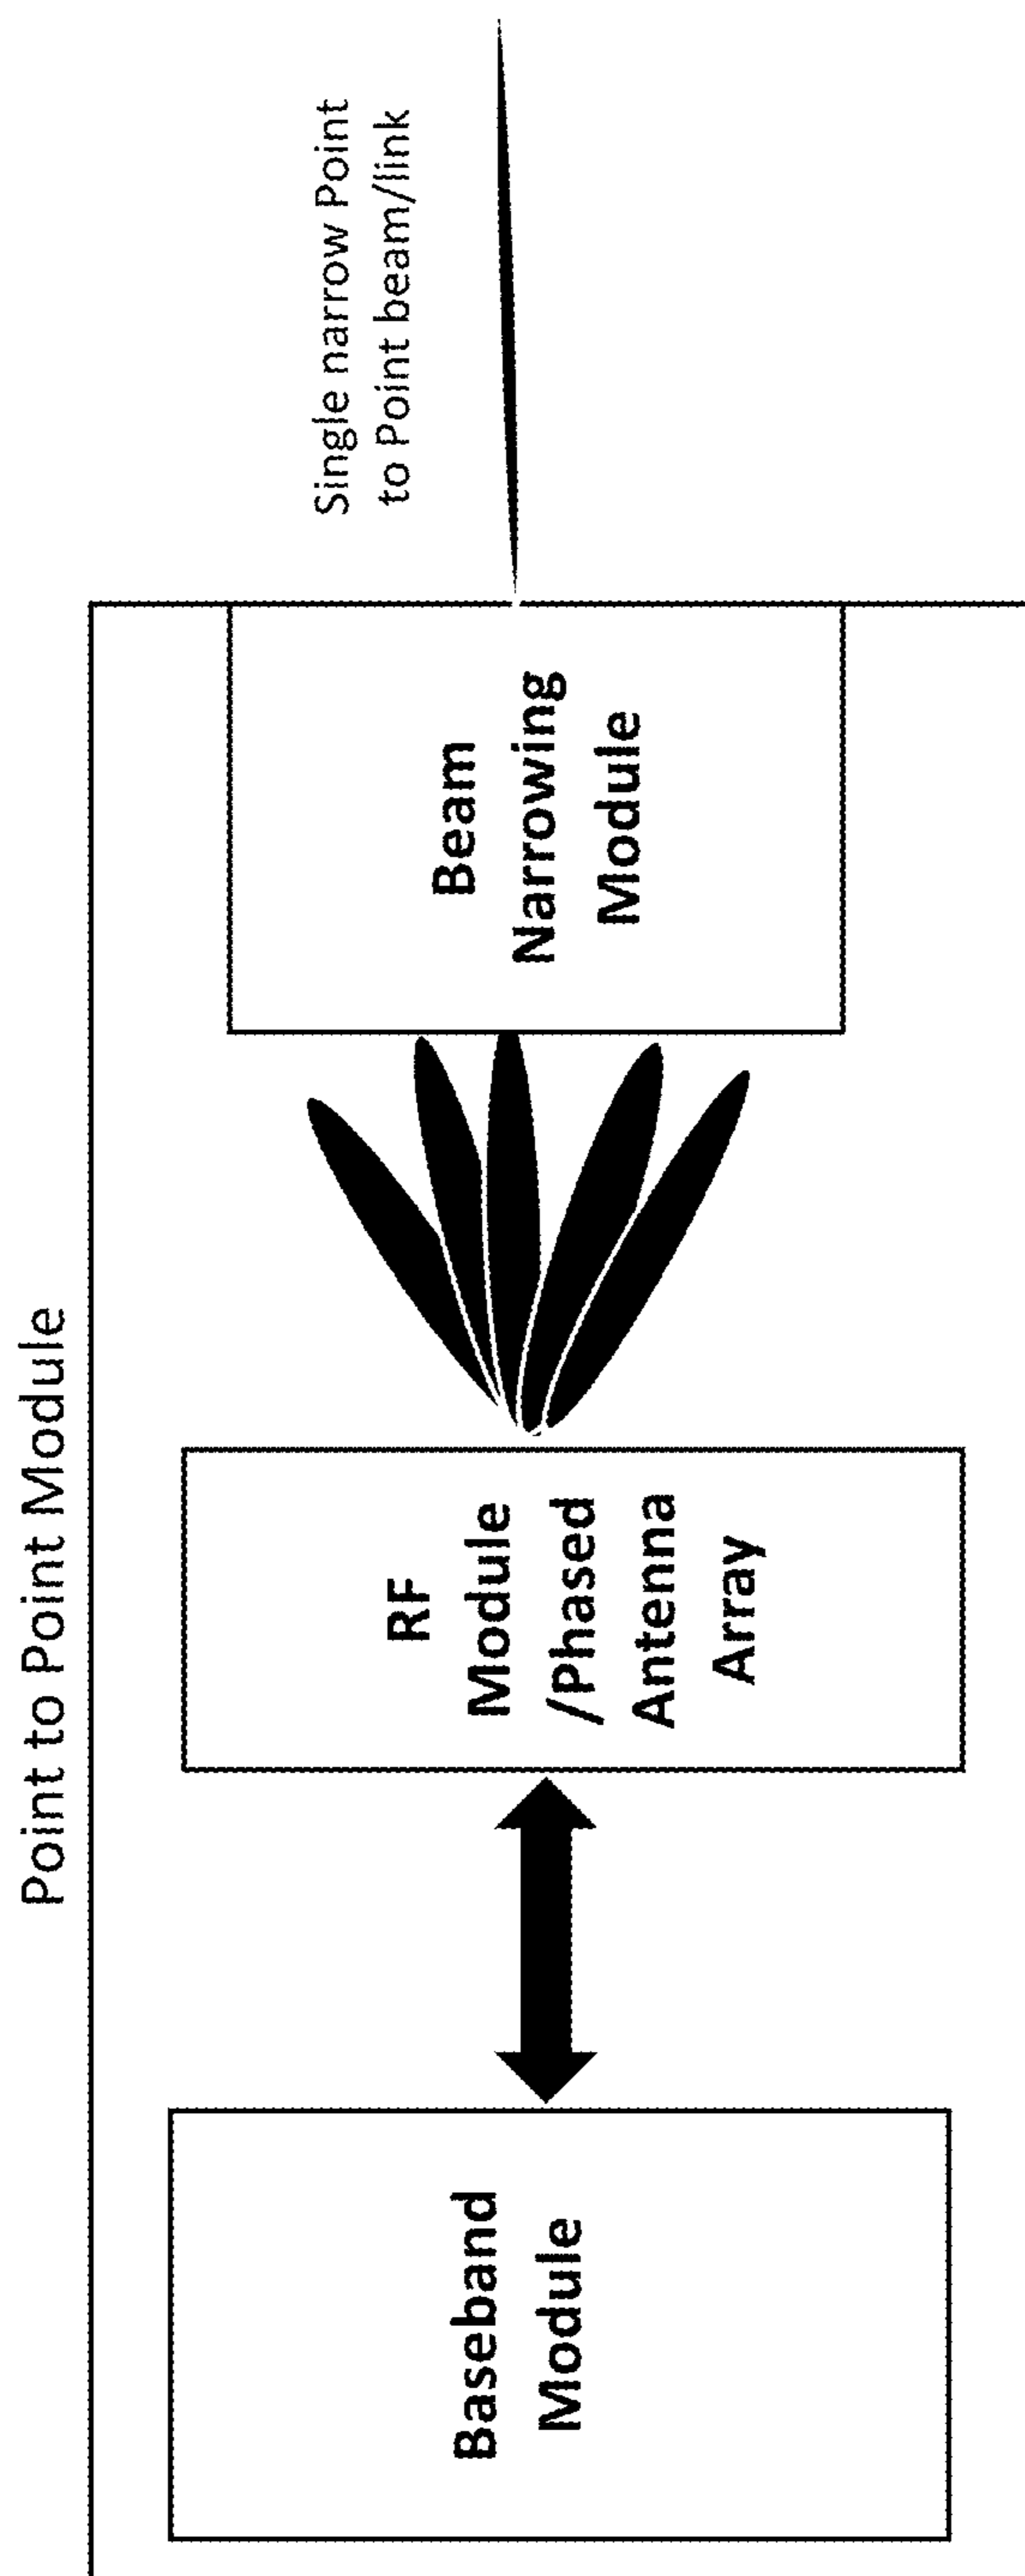 Point to Point Module
Baseband
Module
RF
Module
/Phased
Antenna
Array
Beam
Narrowing
Module
Single narrow Point
to Point beam/link